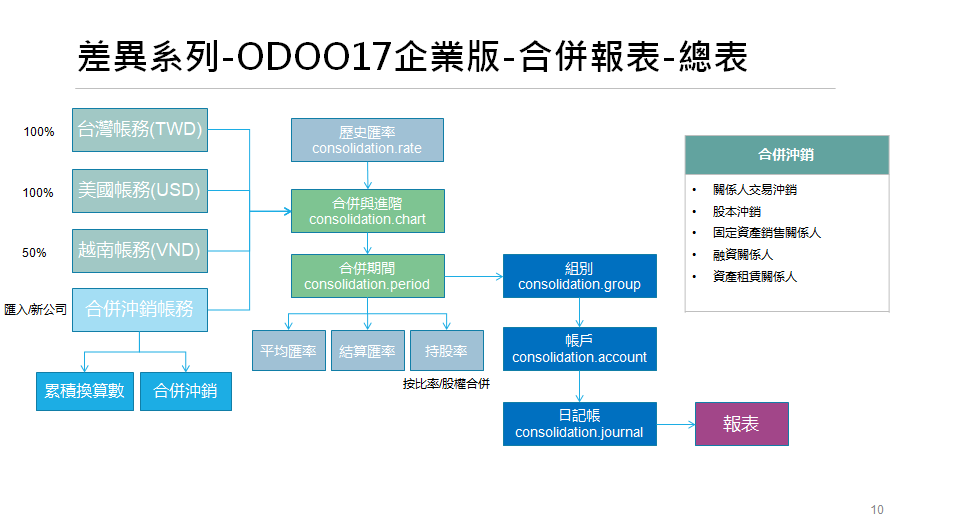 差異系列-ODOO17企業版-合併報表-總表
100%
台灣帳務(TWD)
100%
美國帳務(USD)
50%
越南帳務(VND)
匯入/新公司
合併沖銷帳務
累積換算數
合併沖銷
歷史匯率
consolidation.rate
合併與進階
consolidation.chart
合併期間
consolidation.period
平均匯率
結算匯率
持股率
按比率/股權合併
組別
consolidation.group
帳戶
consolidation.account
日記帳
consolidation.journal
報表
合併沖銷
• 關係人交易沖銷
• 股本沖銷
• 固定資產銷售關係人
• 融資關係人
• 資產租賃關係人
10